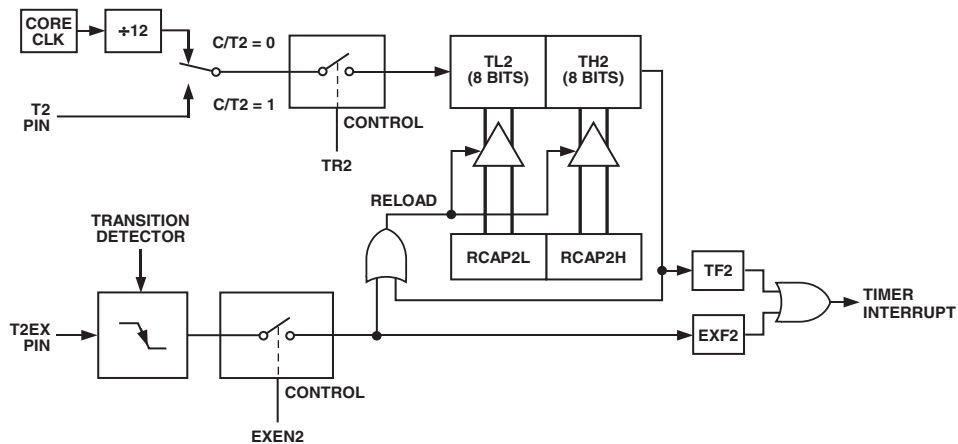 CORE
CLK
÷12
C/T2 = 0
C/T2 = 1
T2
PIN
CONTROL
TR2
TL2
(8 BITS)
TH2
(8 BITS)
RELOAD
RCAP2L
RCAP2H
TRANSITION
DETECTOR
T2EX
PIN
CONTROL
EXEN2
TF2
EXF2
TIMER
INTERRUPT